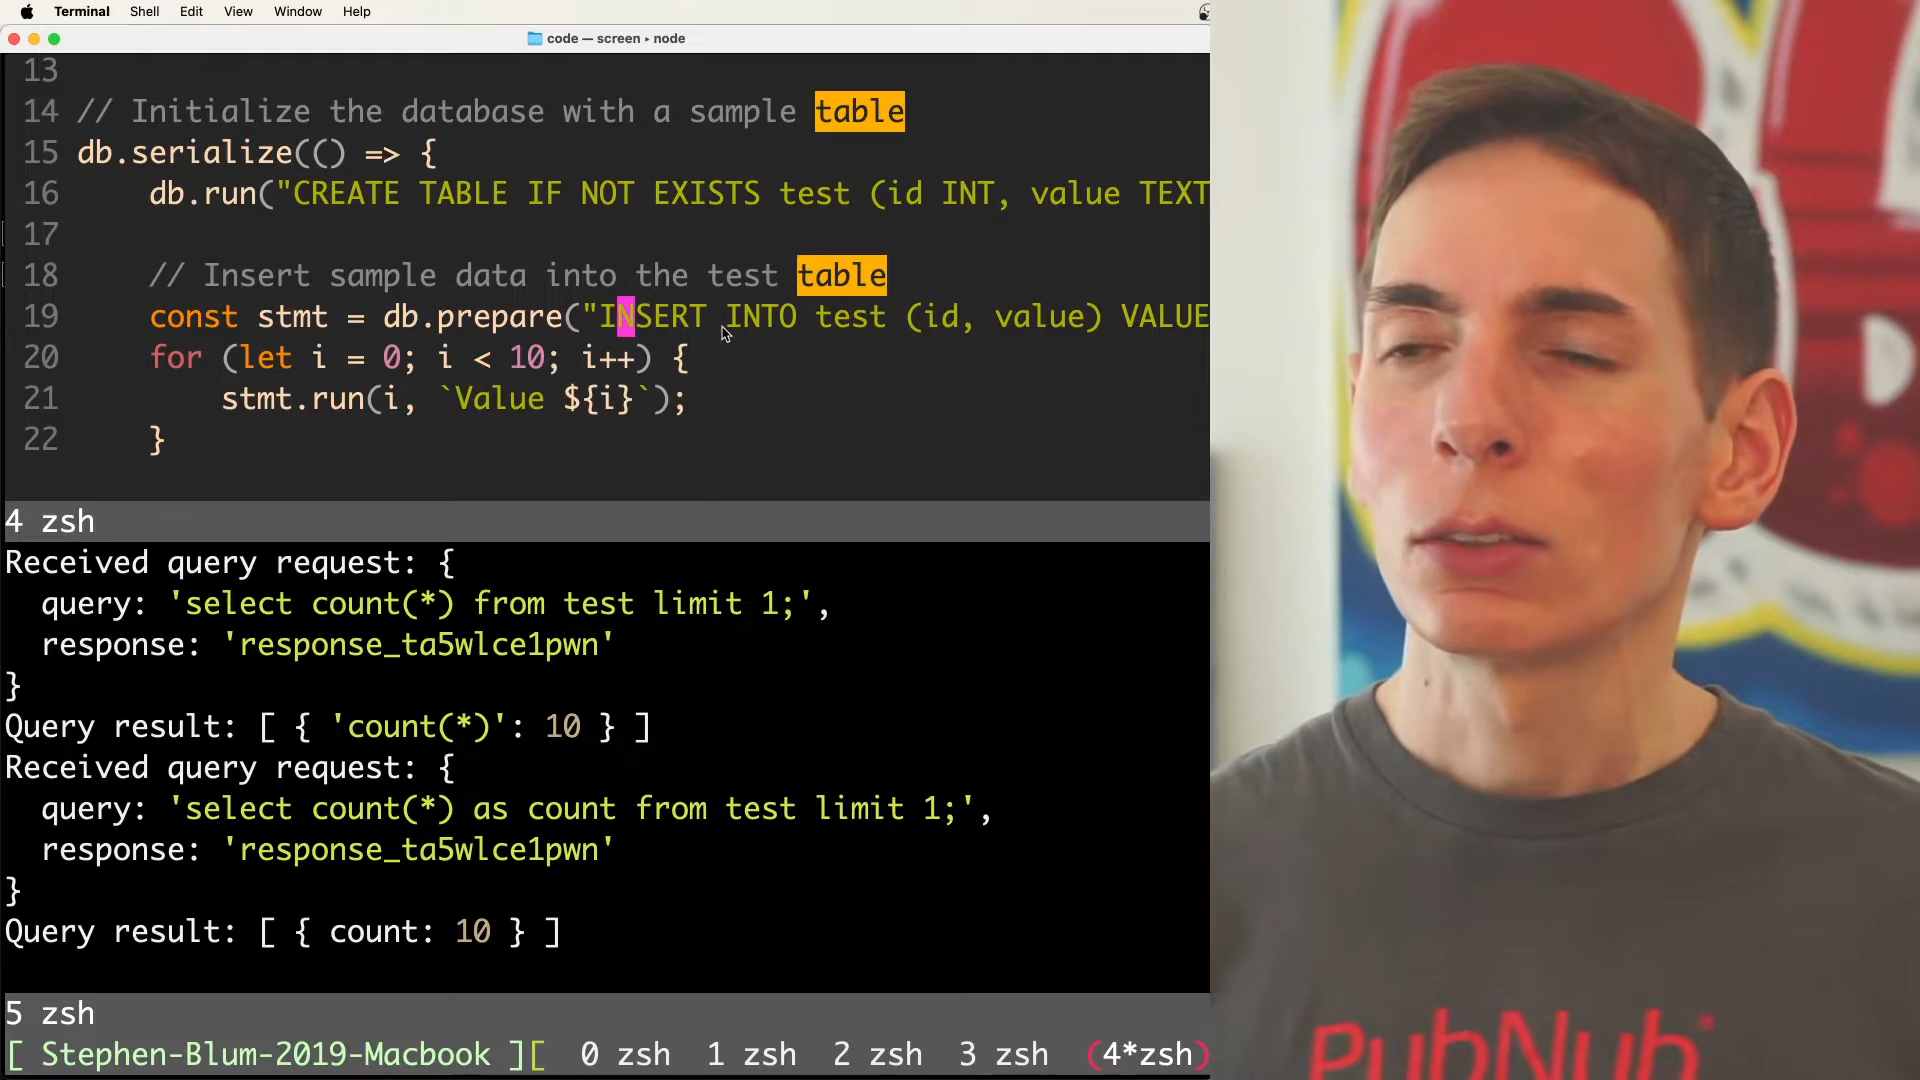 Terminal Shell Edit View Window Help
code — screen ▸ node
13
14 // Initialize the database with a sample table
15 db.serialize(() => {
16 db.run("CREATE TABLE IF NOT EXISTS test (id INT, value TEXT
17
18 // Insert sample data into the test table
19 const stmt = db.prepare("INSERT INTO test (id, value) VALUE
20 for (let i = 0; i < 10; i++) {
21 stmt.run(i, `Value ${i}`);
22 }
4 zsh
Received query request: {
query: 'select count(*) from test limit 1;',
response: 'response_ta5wlce1pwn'
}
Query result: [ { 'count(*)': 10 } ]
Received query request: {
query: 'select count(*) as count from test limit 1;',
response: 'response_ta5wlce1pwn'
}
Query result: [ { count: 10 } ]
5 zsh
[ Stephen-Blum-2019-Macbook ][ 0 zsh 1 zsh 2 zsh 3 zsh (4*zsh)
PubNub